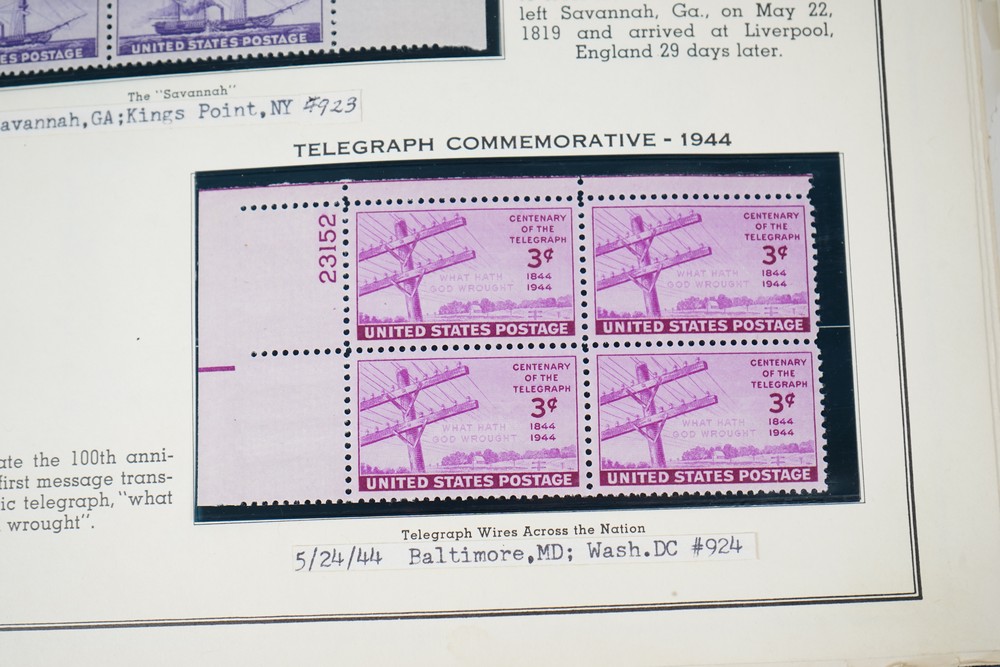 ES POSTAGE
UNITED STATES POSTAGE
left Savannah, Ga., on May 22,
1819 and arrived at Liverpool,
England 29 days later.
The "Savannah"
avannah,GA;Kings Point,NY #923
TELEGRAPH COMMEMORATIVE - 1944
23152
CENTENARY
OF THE
TELEGRAPH
3¢
WHAT HATH
GOD WROUGHT
1844
1944
UNITED STATES POSTAGE
CENTENARY
OF THE
TELEGRAPH
3¢
WHAT HATH
GOD WROUGHT
1844
1944
UNITED STATES POSTAGE
CENTENARY
OF THE
TELEGRAPH
3¢
WHAT HATH
GOD WROUGHT
1844
1944
UNITED STATES POSTAGE
CENTENARY
OF THE
TELEGRAPH
3¢
WHAT HATH
GOD WROUGHT
1844
1944
UNITED STATES POSTAGE
ate the 100th anni-
first message trans-
ic telegraph, "what
wrought".
Telegraph Wires Across the Nation
5/24/44 Baltimore,MD; Wash.DC #924